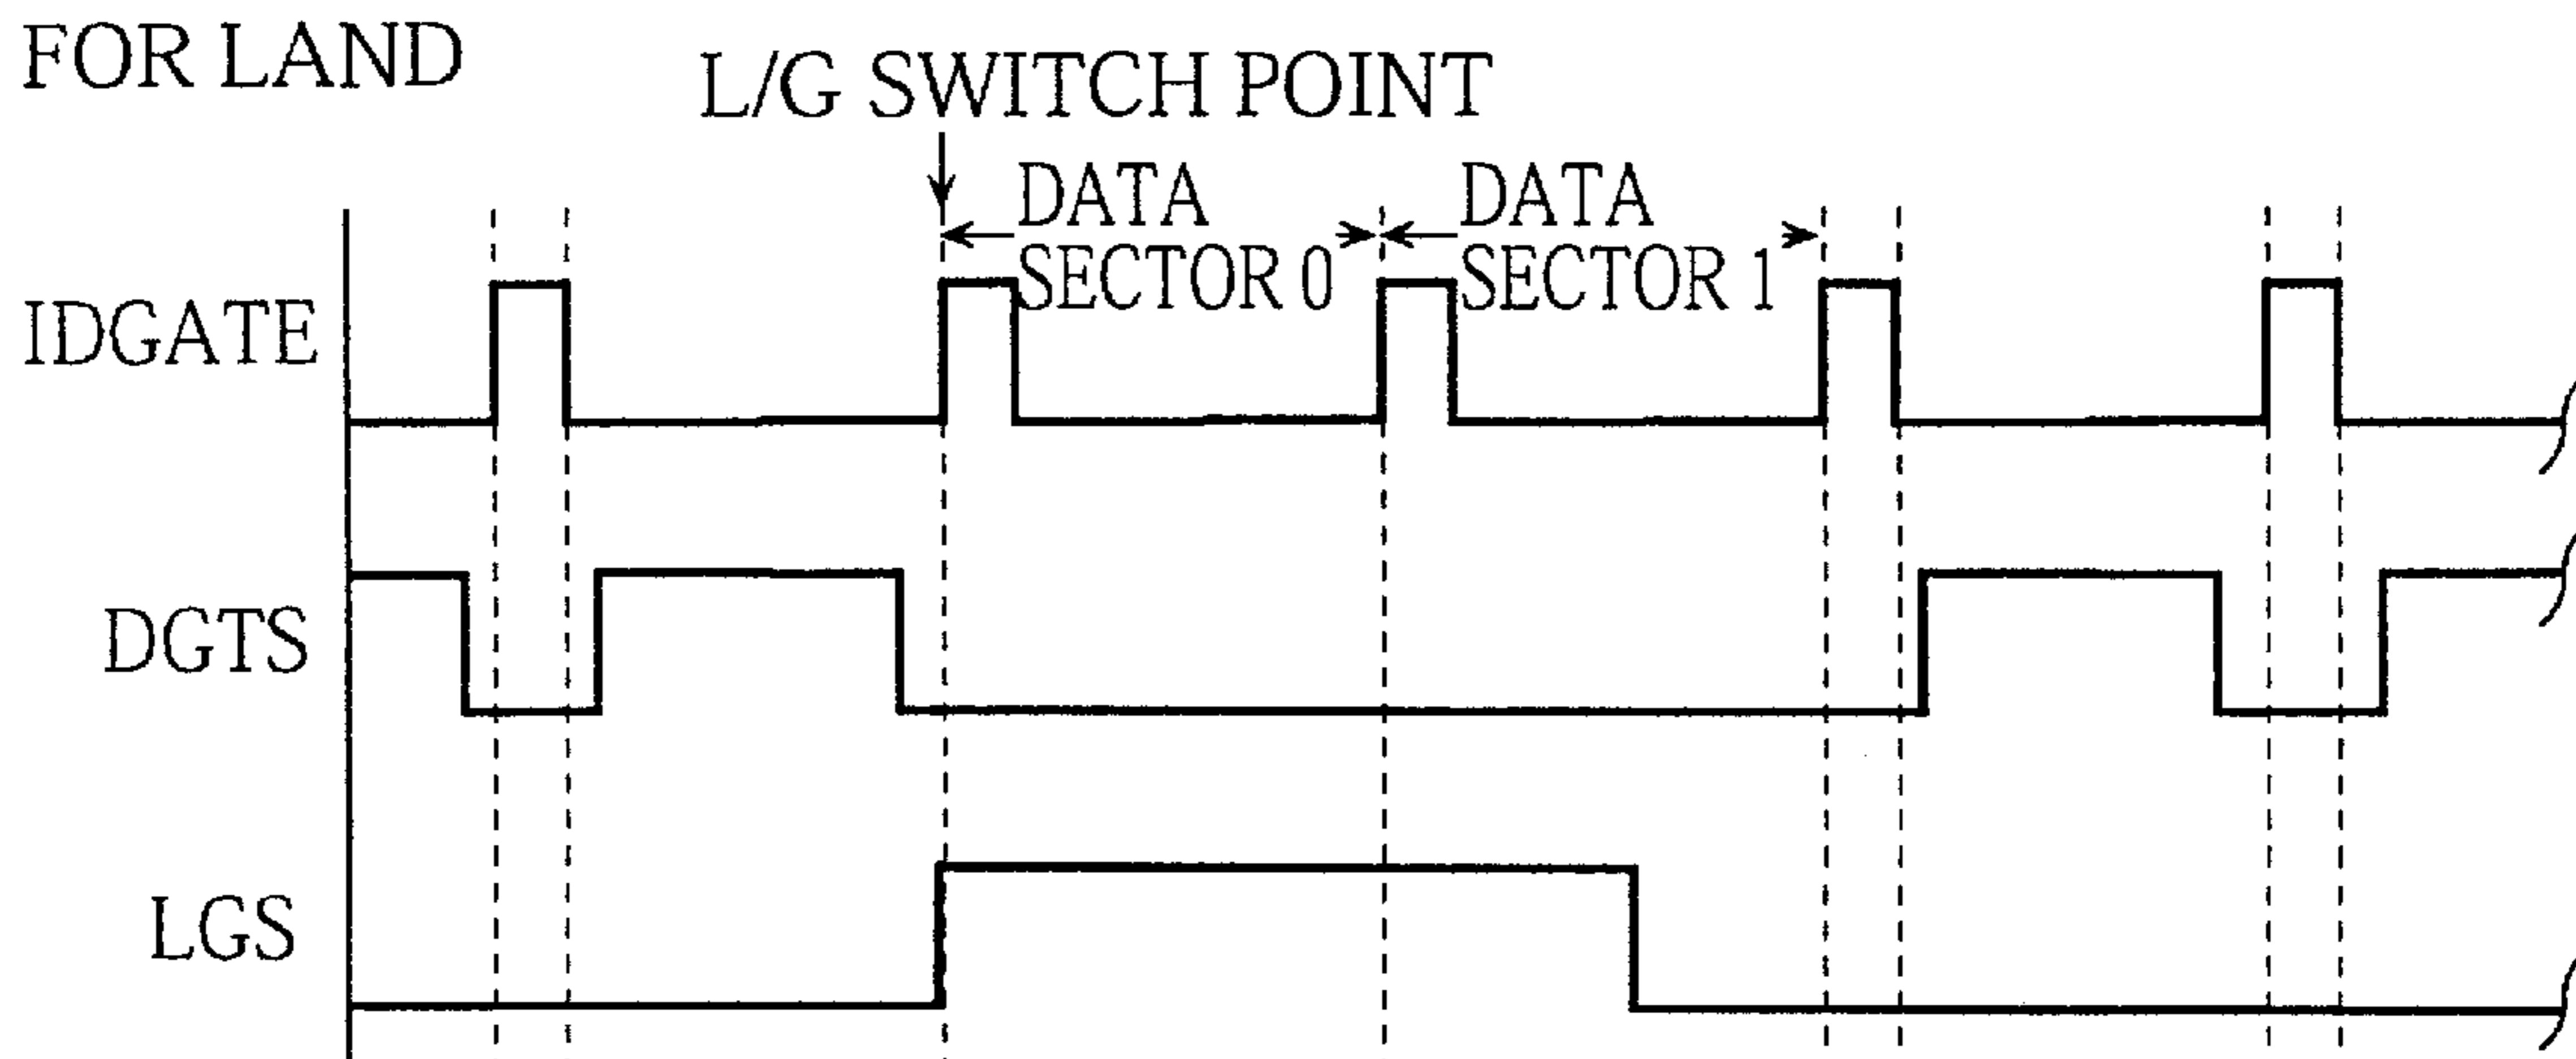 FOR LAND
L/G SWITCH POINT
DATA
SECTOR 0
DATA
SECTOR 1
IDGATE
DGTS
LGS